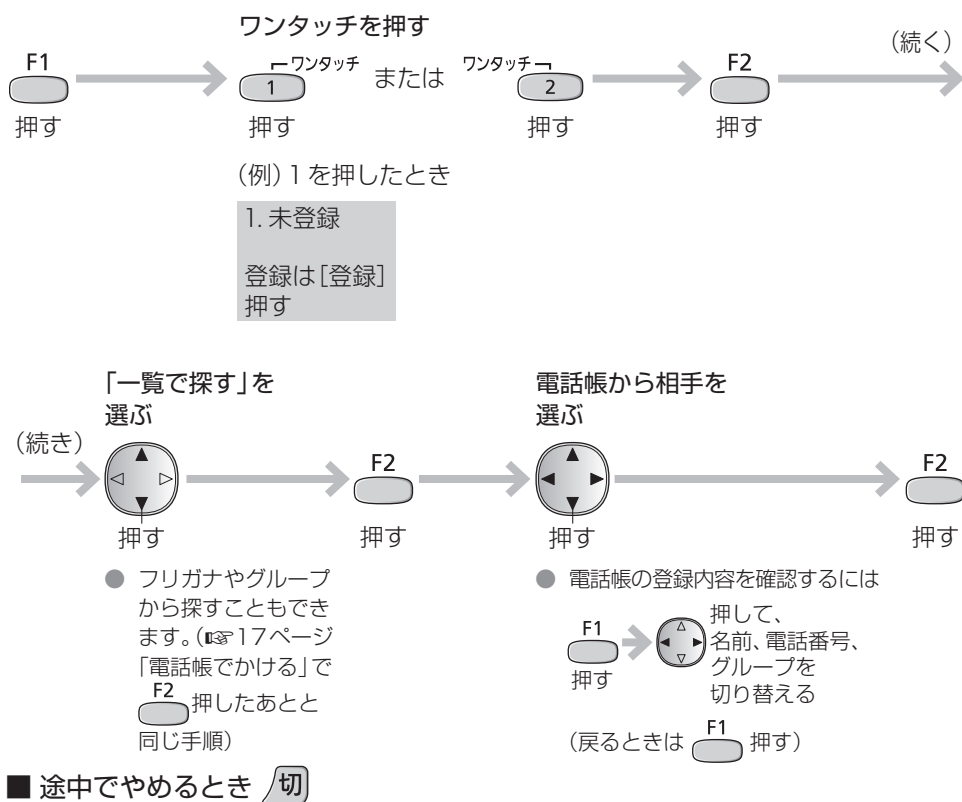 ワンタッチを押す
F1
ワンタッチ
1
または
ワンタッチ
2
F2
(続く)
押す
押す
押す
押す
(例)1を押したとき
1. 未登録
登録は[登録]
押す
「一覧で探す」を
選ぶ
電話帳から相手を
選ぶ
(続き)
F2
F2
押す
押す
押す
押す
● フリガナやグループ
から探すこともでき
ます。(☞17ページ
「電話帳でかける」で
F2 押したあとと
同じ手順)
● 電話帳の登録内容を確認するには
F1
押す
押して、
名前、電話番号、
グループを
切り替える
(戻るときは F1 押す)
■ 途中でやめるとき 切